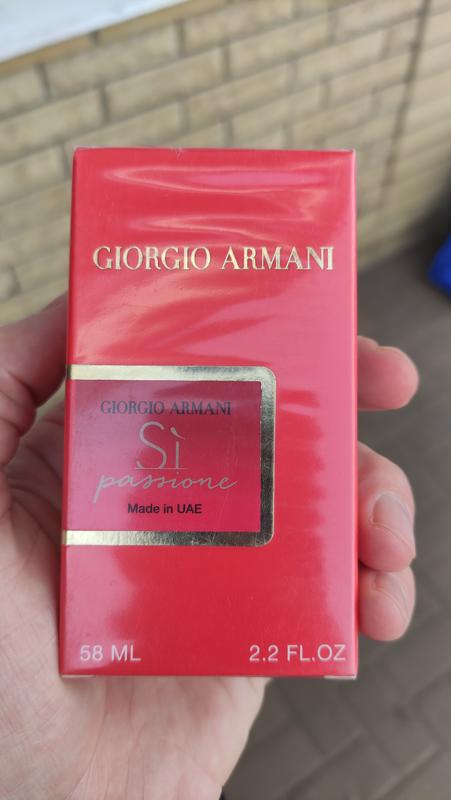 GIORGIO ARMANI
GIORGIO ARMANI
Sì
passione
Made in UAE
58 ML 2.2 FL.OZ